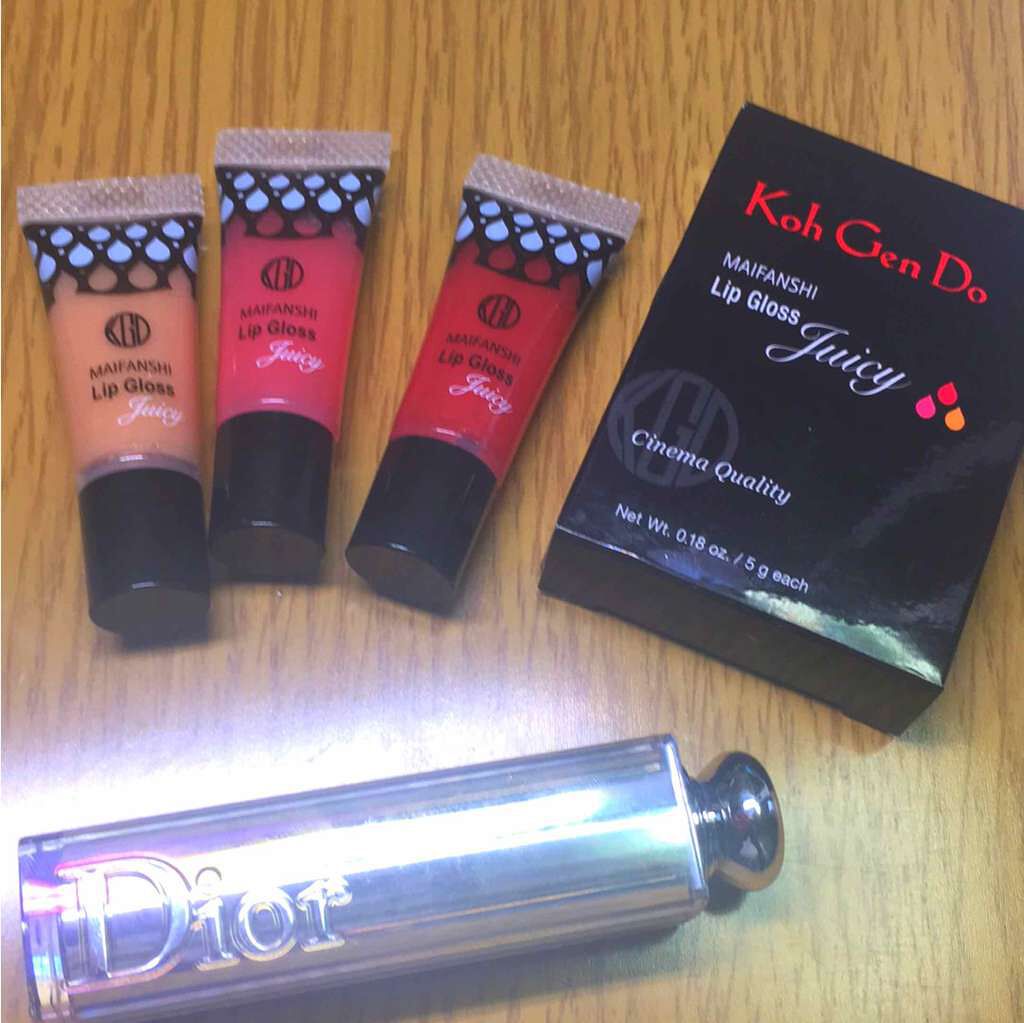 KGD
MAIFANSHI
Lip Gloss
Juicy
KGD
MAIFANSHI
Lip Gloss
Juicy
KGD
MAIFANSHI
Lip Gloss
Juicy
Koh Gen Do
MAIFANSHI
Lip Gloss
Juicy
KGD
Cinema Quality
Net Wt. 0.18 oz. / 5 g each
Dior